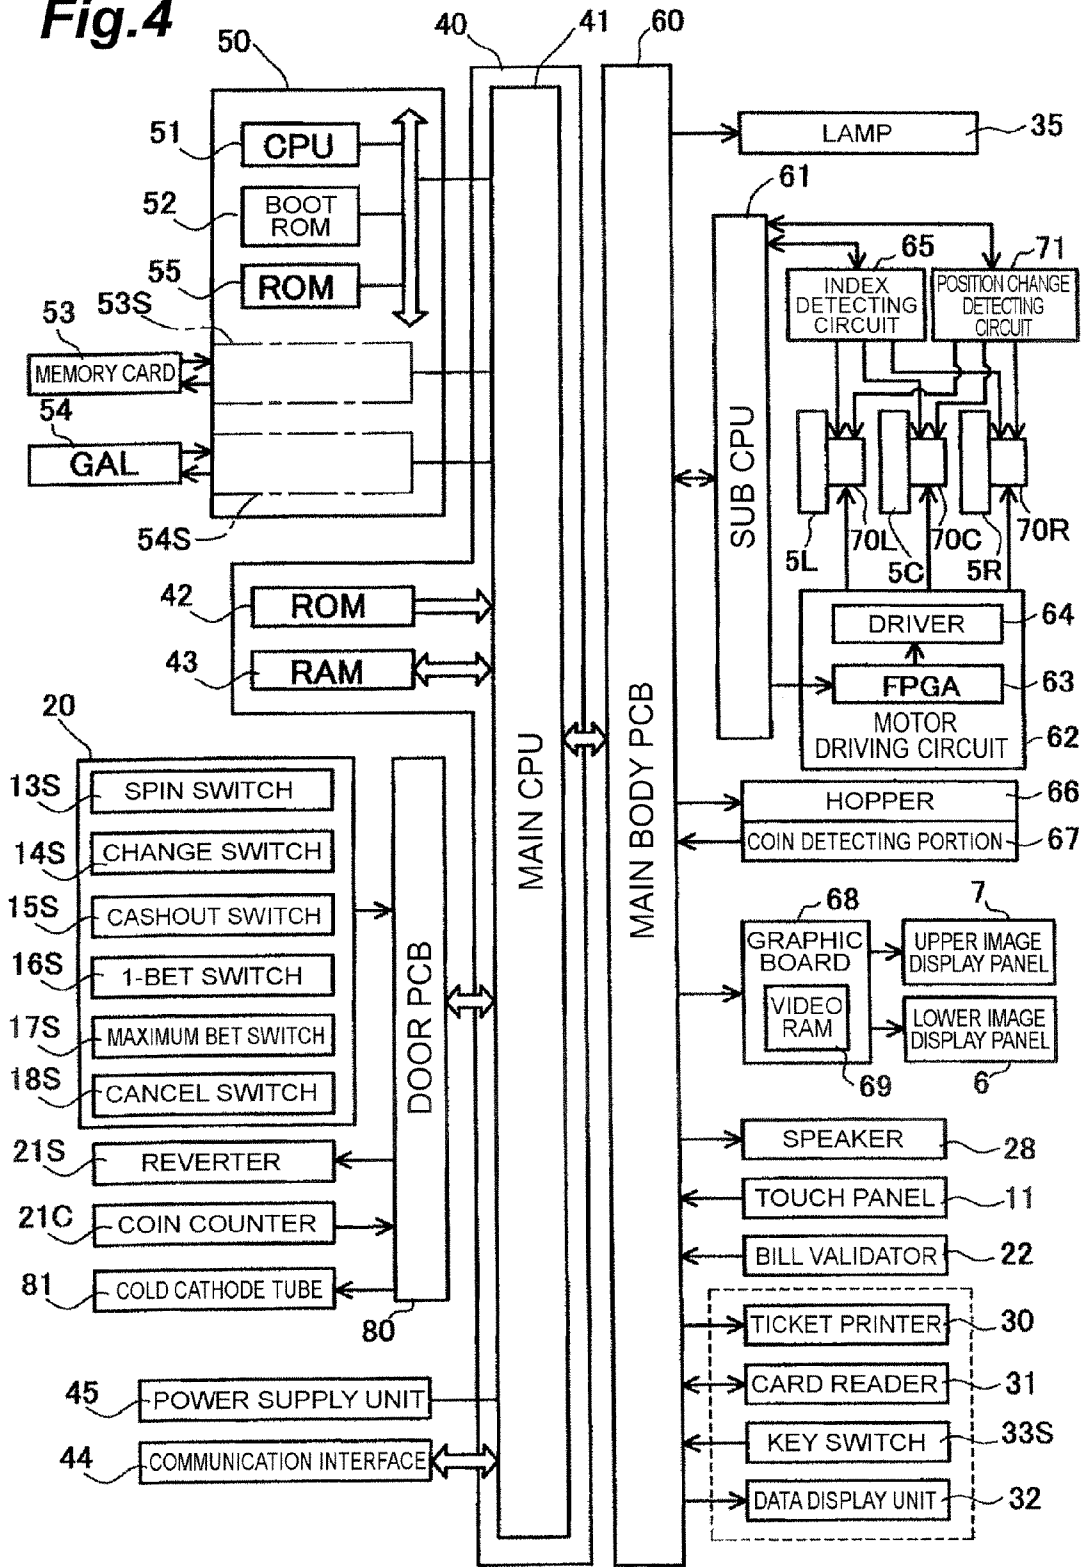 Fig.4
50
40
41
60
51
CPU
52
BOOT
ROM
55
ROM
53S
53
MEMORY CARD
54
GAL
54S
42
ROM
43
RAM
20
13S
SPIN SWITCH
14S
CHANGE SWITCH
15S
CASHOUT SWITCH
16S
1-BET SWITCH
17S
MAXIMUM BET SWITCH
18S
CANCEL SWITCH
21S
REVERTER
21C
COIN COUNTER
81
COLD CATHODE TUBE
DOOR PCB
80
45
POWER SUPPLY UNIT
44
COMMUNICATION INTERFACE
MAIN CPU
MAIN BODY PCB
LAMP
35
61
SUB CPU
65
INDEX
DETECTING
CIRCUIT
71
POSITION CHANGE
DETECTING
CIRCUIT
5L
70L
5C
70C
5R
70R
DRIVER
64
FPGA
63
MOTOR
DRIVING CIRCUIT
62
HOPPER
66
COIN DETECTING PORTION
67
68
GRAPHIC
BOARD
VIDEO
RAM
69
7
UPPER IMAGE
DISPLAY PANEL
LOWER IMAGE
DISPLAY PANEL
6
SPEAKER
28
TOUCH PANEL
11
BILL VALIDATOR
22
TICKET PRINTER
30
CARD READER
31
KEY SWITCH
33S
DATA DISPLAY UNIT
32